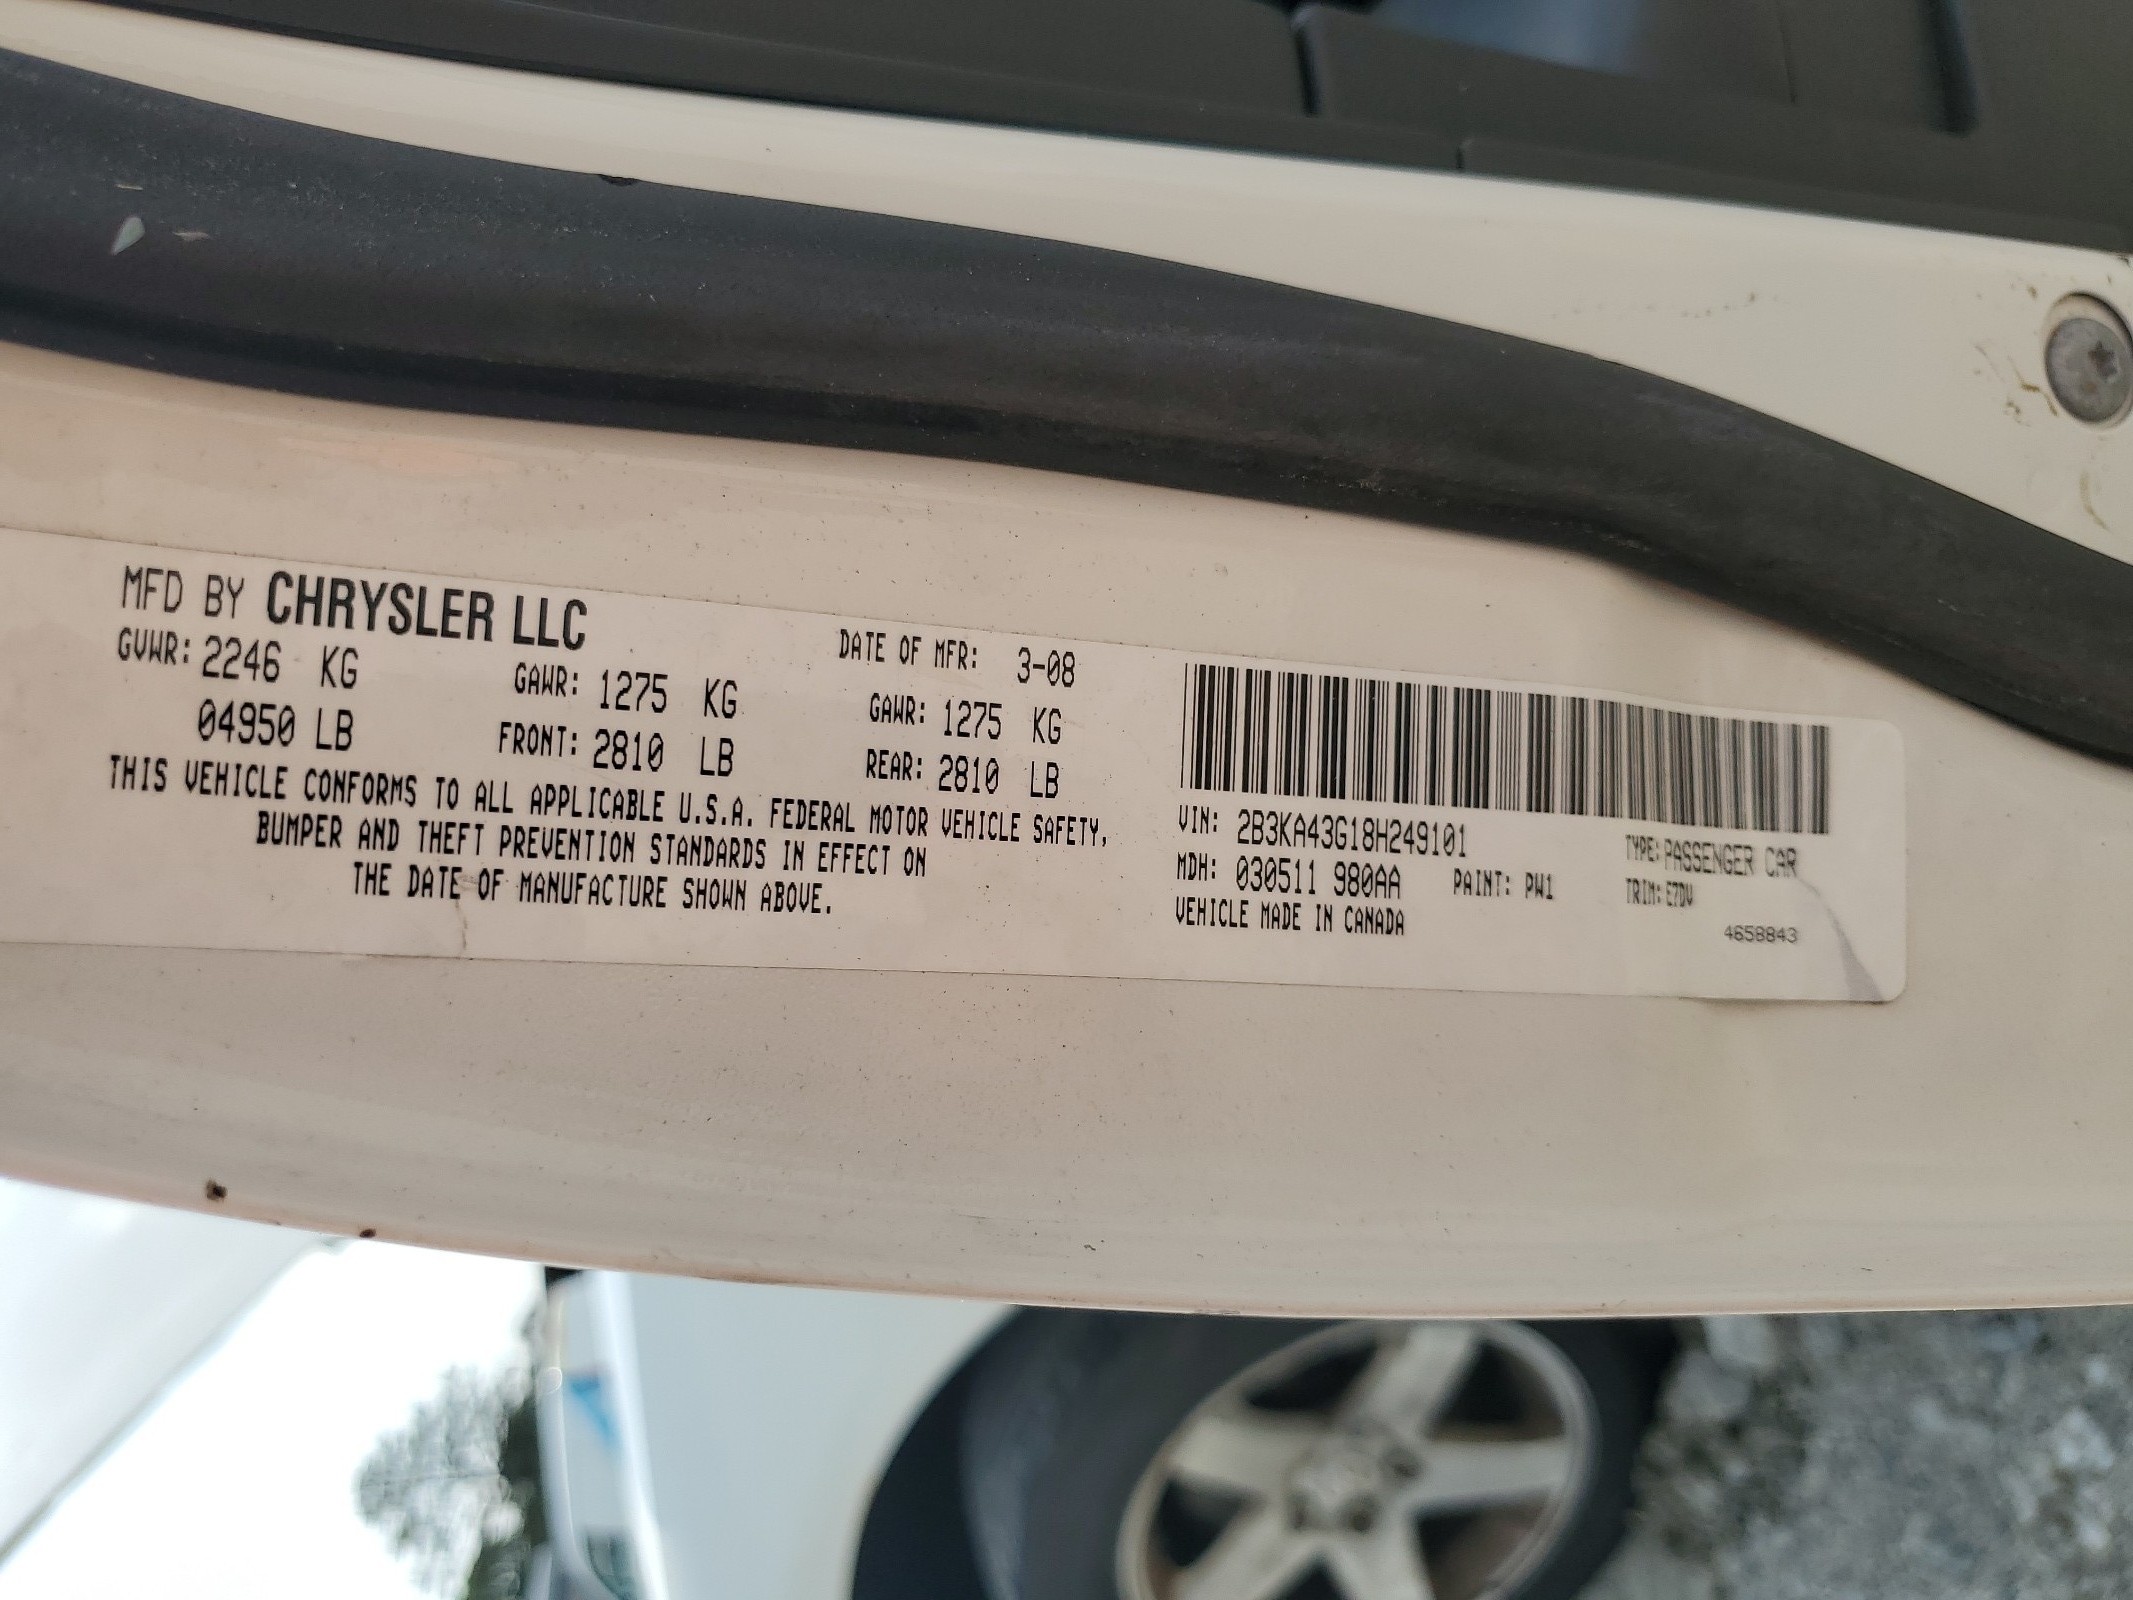 MFD BY CHRYSLER LLC DATE OF MFR: 3-08
GVWR: 2246 KG GAWR: 1275 KG GAWR: 1275 KG
04950 LB FRONT: 2810 LB REAR: 2810 LB
THIS VEHICLE CONFORMS TO ALL APPLICABLE U.S.A. FEDERAL MOTOR VEHICLE SAFETY,
BUMPER AND THEFT PREVENTION STANDARDS IN EFFECT ON
THE DATE OF MANUFACTURE SHOWN ABOVE.
VIN: 2B3KA43G18H249101 TYPE: PASSENGER CAR
MDH: 030511 980AA PAINT: PW1 TRIM: E7DV
VEHICLE MADE IN CANADA 4658843